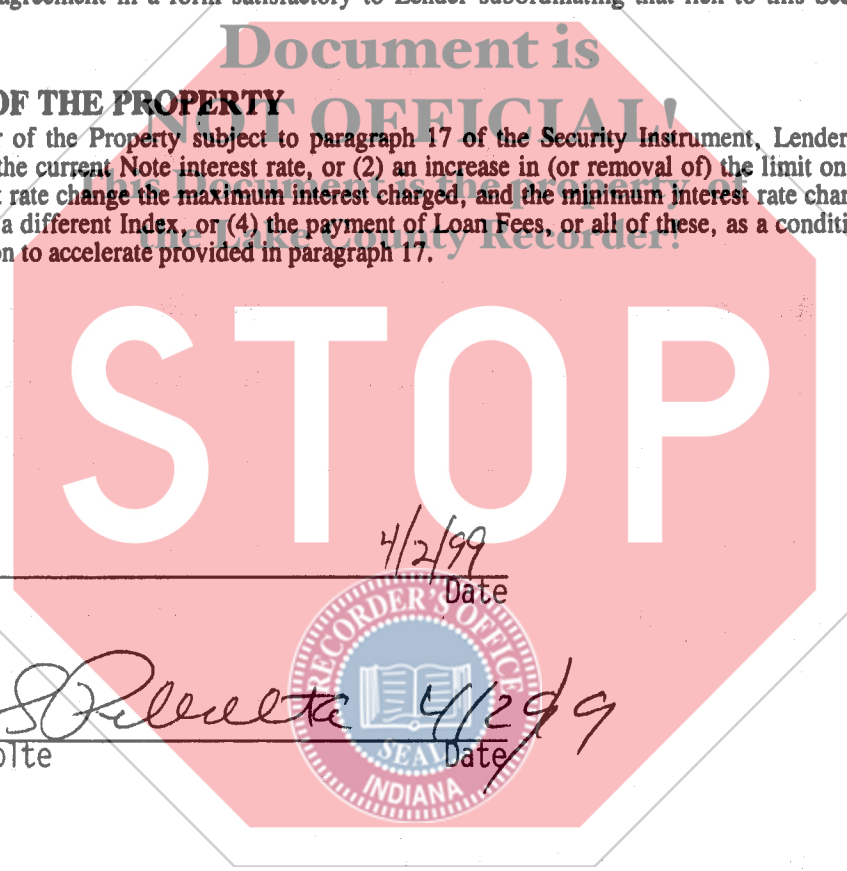 agreement in a form satisfactory to Lender subordinating that lien to this Sec
Document is
NOT OFFICIAL!
This Document is the property of
the Lake County Recorder!
OF THE PROPERTY
r of the Property subject to paragraph 17 of the Security Instrument, Lender
the current Note interest rate, or (2) an increase in (or removal of) the limit on
t rate change the maximum interest charged, and the minimum interest rate char
a different Index, or (4) the payment of Loan Fees, or all of these, as a conditi
on to accelerate provided in paragraph 17.
STOP
4/2/99
Date
RECORDER'S OFFICE
SEAL
INDIANA
4/2/99
olte
Date